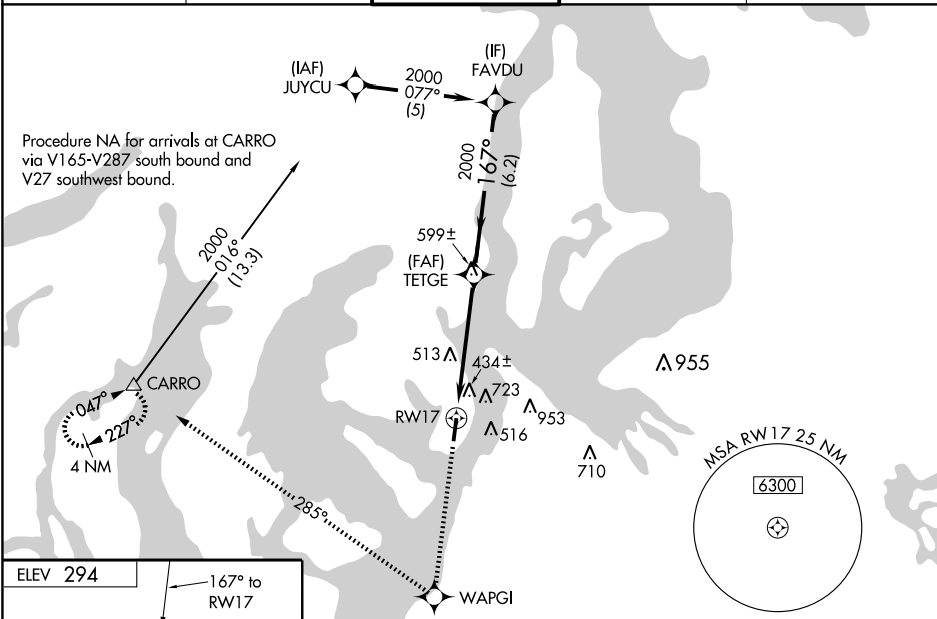 (IAF)
JUYCU
2000
077°
(5)
(IF)
FAVDU
Procedure NA for arrivals at CARRO
via V165-V287 south bound and
V27 southwest bound.
2000
167°
(6.2)
2000
016°
(13.3)
599±
(FAF)
TETGE
513
434±
723
955
953
CARRO
047°
227°
4 NM
RW17
516
710
MSA RW17 25 NM
6300
285°
WAPGI
ELEV 294
167° to
RW17